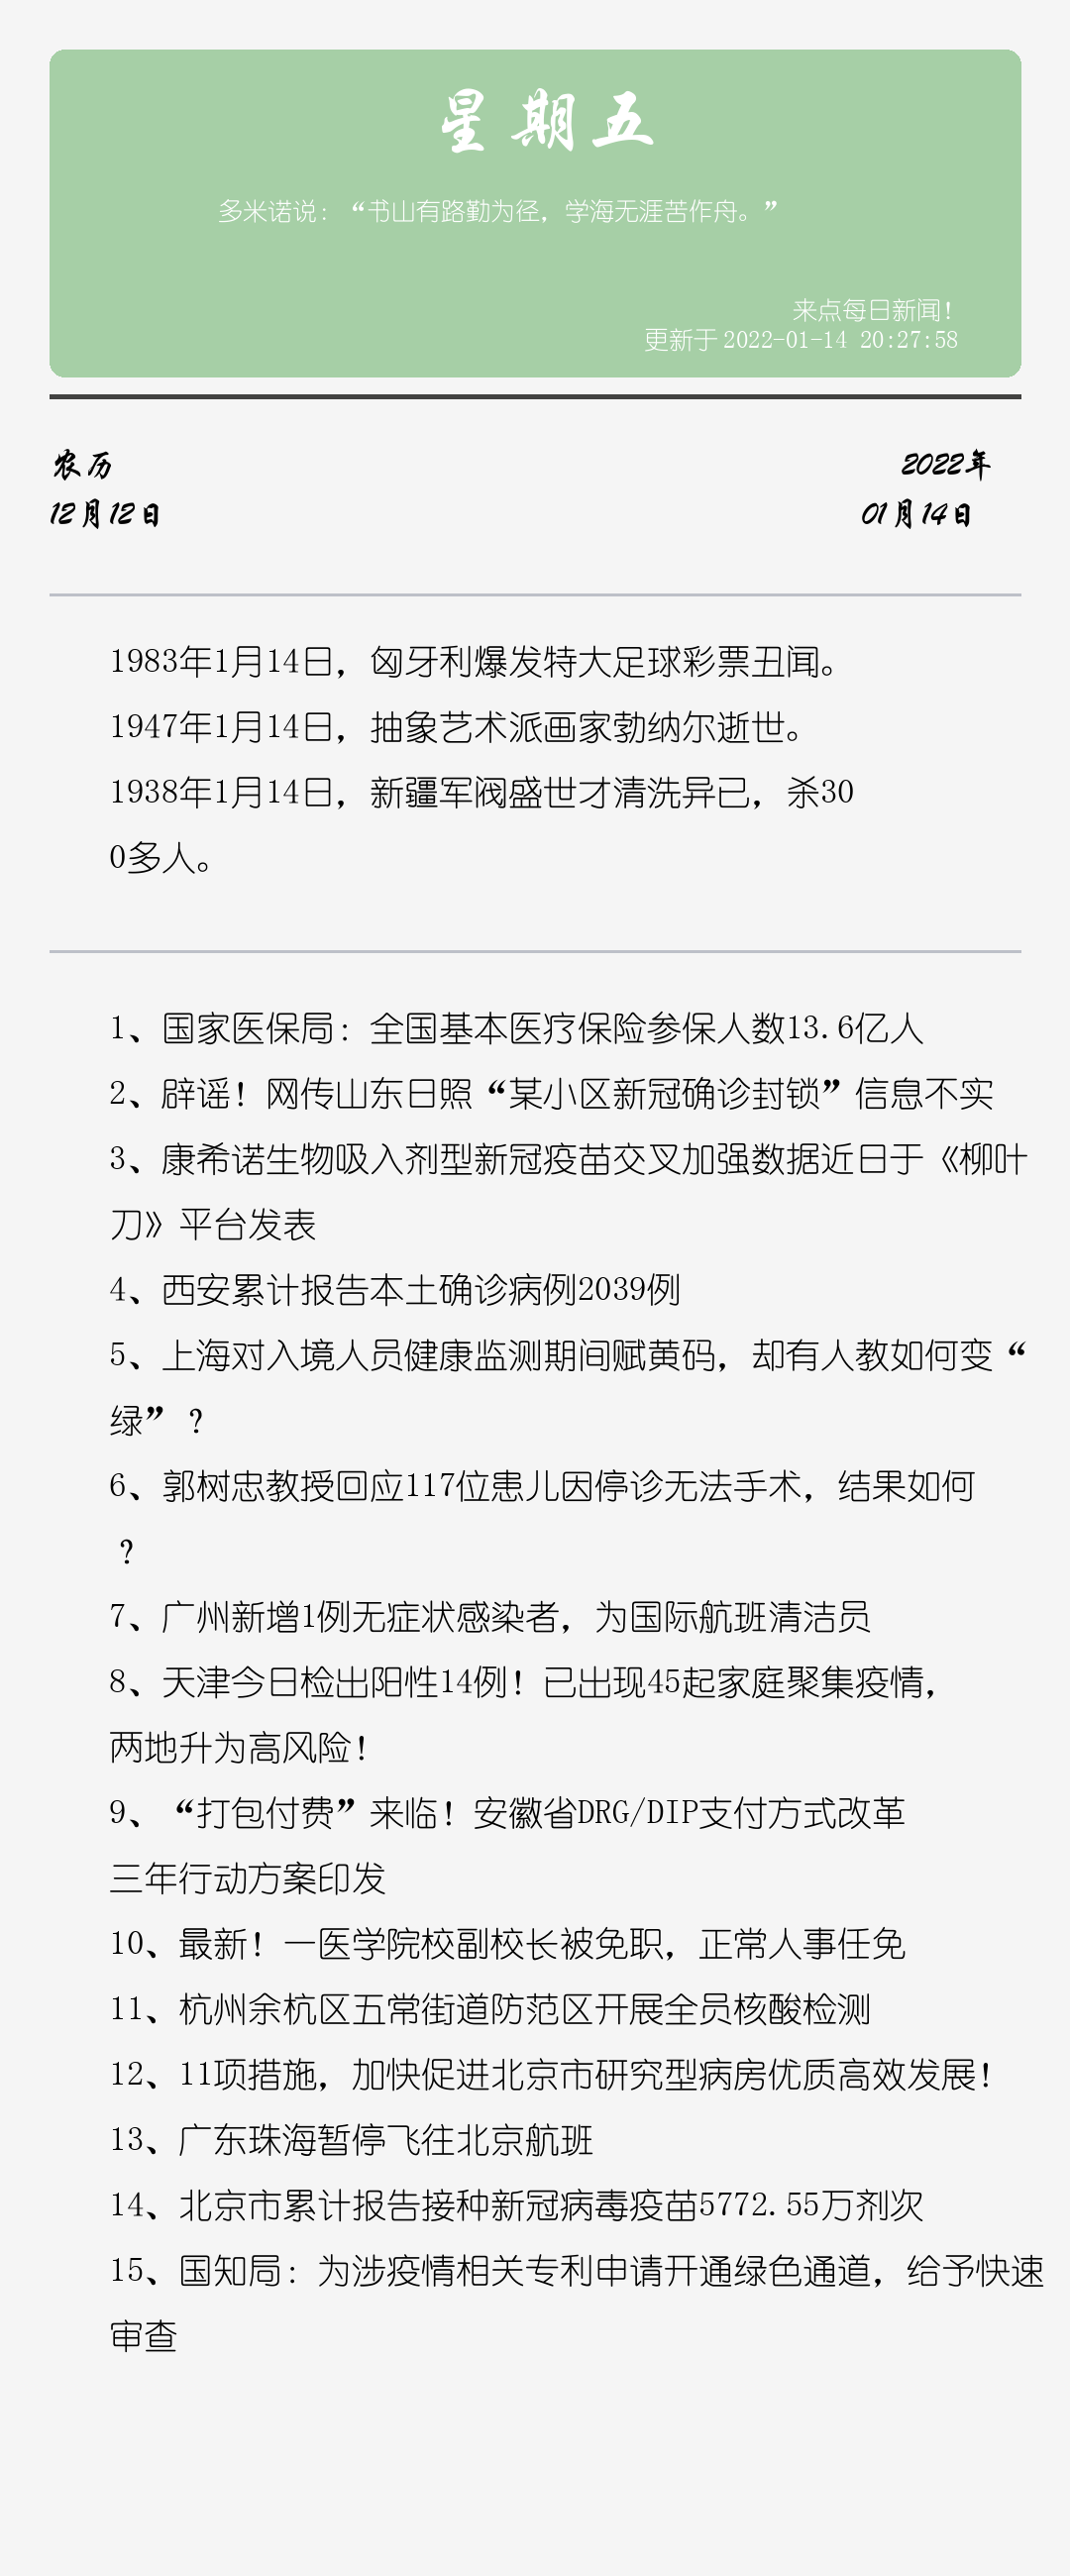 星期五
多米诺说：“书山有路勤为径，学海无涯苦作舟。”
来点每日新闻！
更新于 2022-01-14 20:27:58
农历
2022年
12月12日
01月14日
1983年1月14日，匈牙利爆发特大足球彩票丑闻。
1947年1月14日，抽象艺术派画家勃纳尔逝世。
1938年1月14日，新疆军阀盛世才清洗异己，杀30
0多人。
1、国家医保局：全国基本医疗保险参保人数13.6亿人
2、辟谣！网传山东日照“某小区新冠确诊封锁”信息不实
3、康希诺生物吸入剂型新冠疫苗交叉加强数据近日于《柳叶
刀》平台发表
4、西安累计报告本土确诊病例2039例
5、上海对入境人员健康监测期间赋黄码，却有人教如何变“
绿”？
6、郭树忠教授回应117位患儿因停诊无法手术，结果如何
？
7、广州新增1例无症状感染者，为国际航班清洁员
8、天津今日检出阳性14例！已出现45起家庭聚集疫情，
两地升为高风险！
9、“打包付费”来临！安徽省DRG/DIP支付方式改革
三年行动方案印发
10、最新！一医学院校副校长被免职，正常人事任免
11、杭州余杭区五常街道防范区开展全员核酸检测
12、11项措施，加快促进北京市研究型病房优质高效发展！
13、广东珠海暂停飞往北京航班
14、北京市累计报告接种新冠病毒疫苗5772.55万剂次
15、国知局：为涉疫情相关专利申请开通绿色通道，给予快速
审查